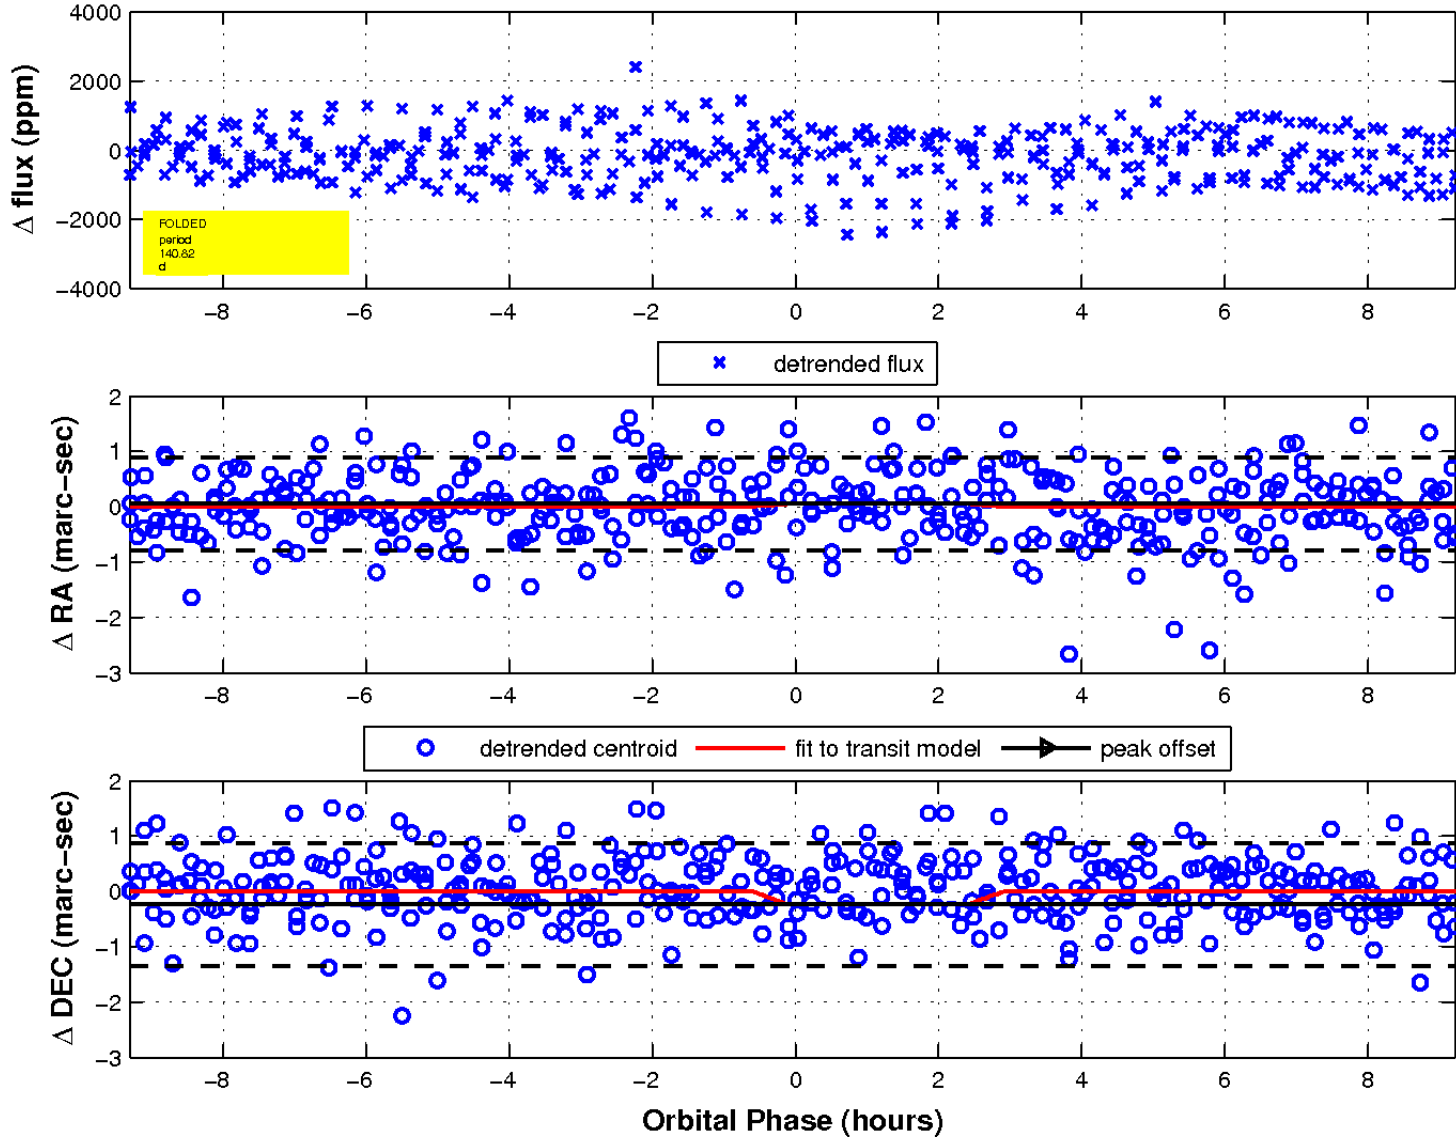 4000
2000
0
−2000
−4000
Δ flux (ppm)
FOLDED
period
140.82
d
−8 −6 −4 −2 0 2 4 6 8
detrended flux
2
1
0
−1
−2
−3
Δ RA (marc−sec)
−8 −6 −4 −2 0 2 4 6 8
detrended centroid fit to transit model peak offset
2
1
0
−1
−2
−3
Δ DEC (marc−sec)
−8 −6 −4 −2 0 2 4 6 8
Orbital Phase (hours)